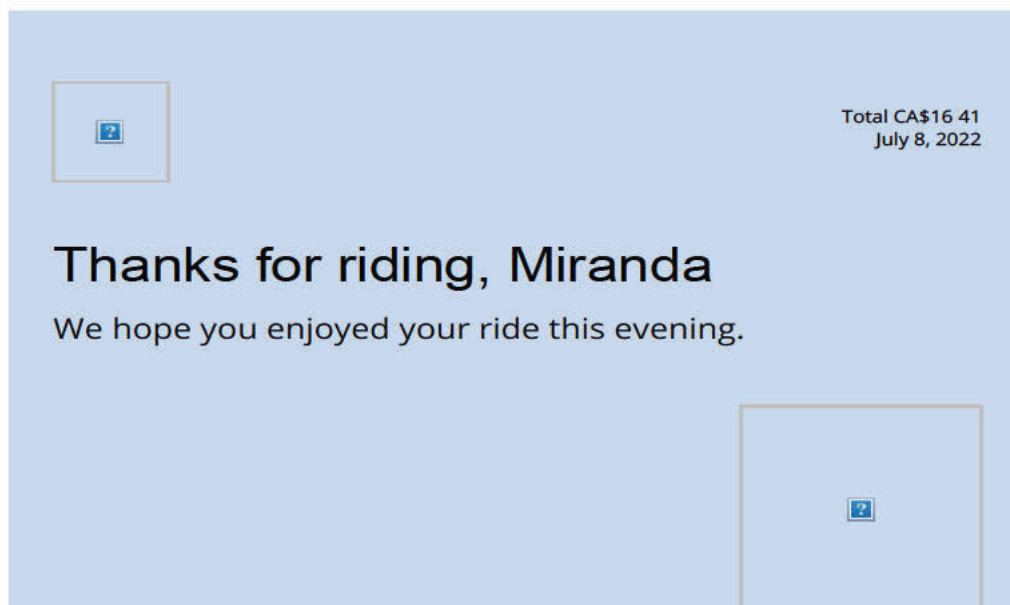 Total CA$16 41
July 8, 2022
Thanks for riding, Miranda
We hope you enjoyed your ride this evening.